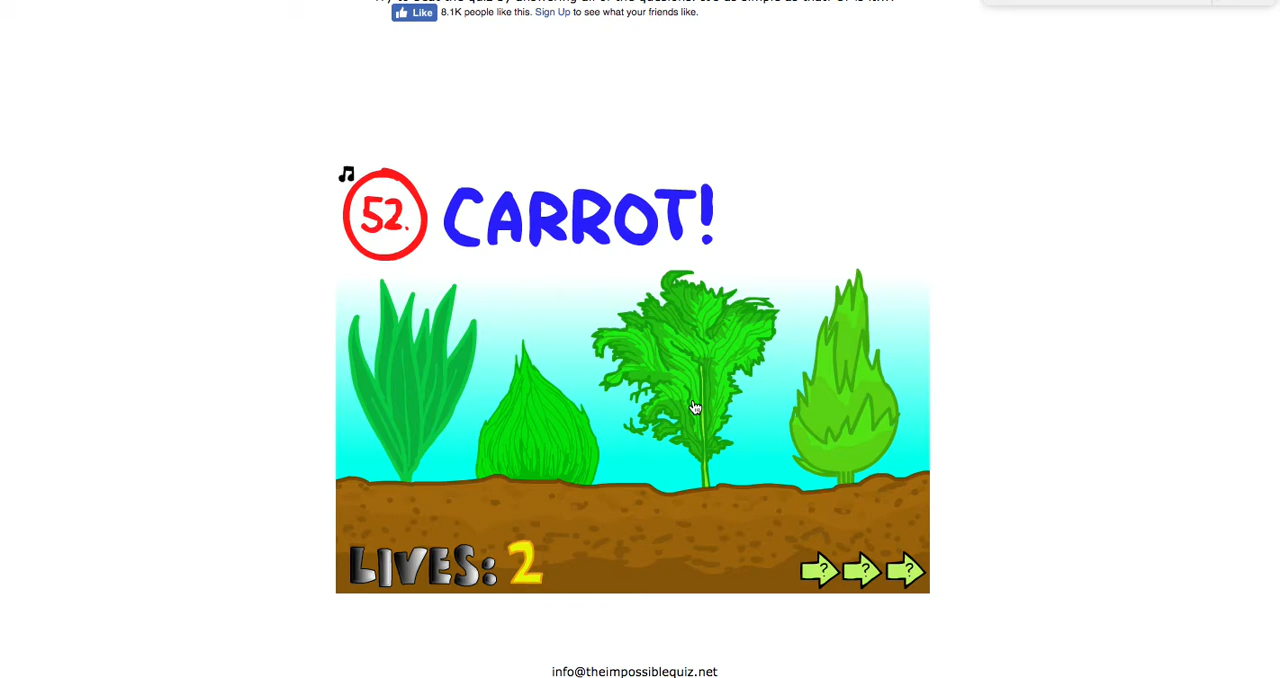 Like 8.1K people like this. Sign Up to see what your friends like.
52. CARROT!
LIVES: 2
? ? ?
info@theimpossiblequiz.net